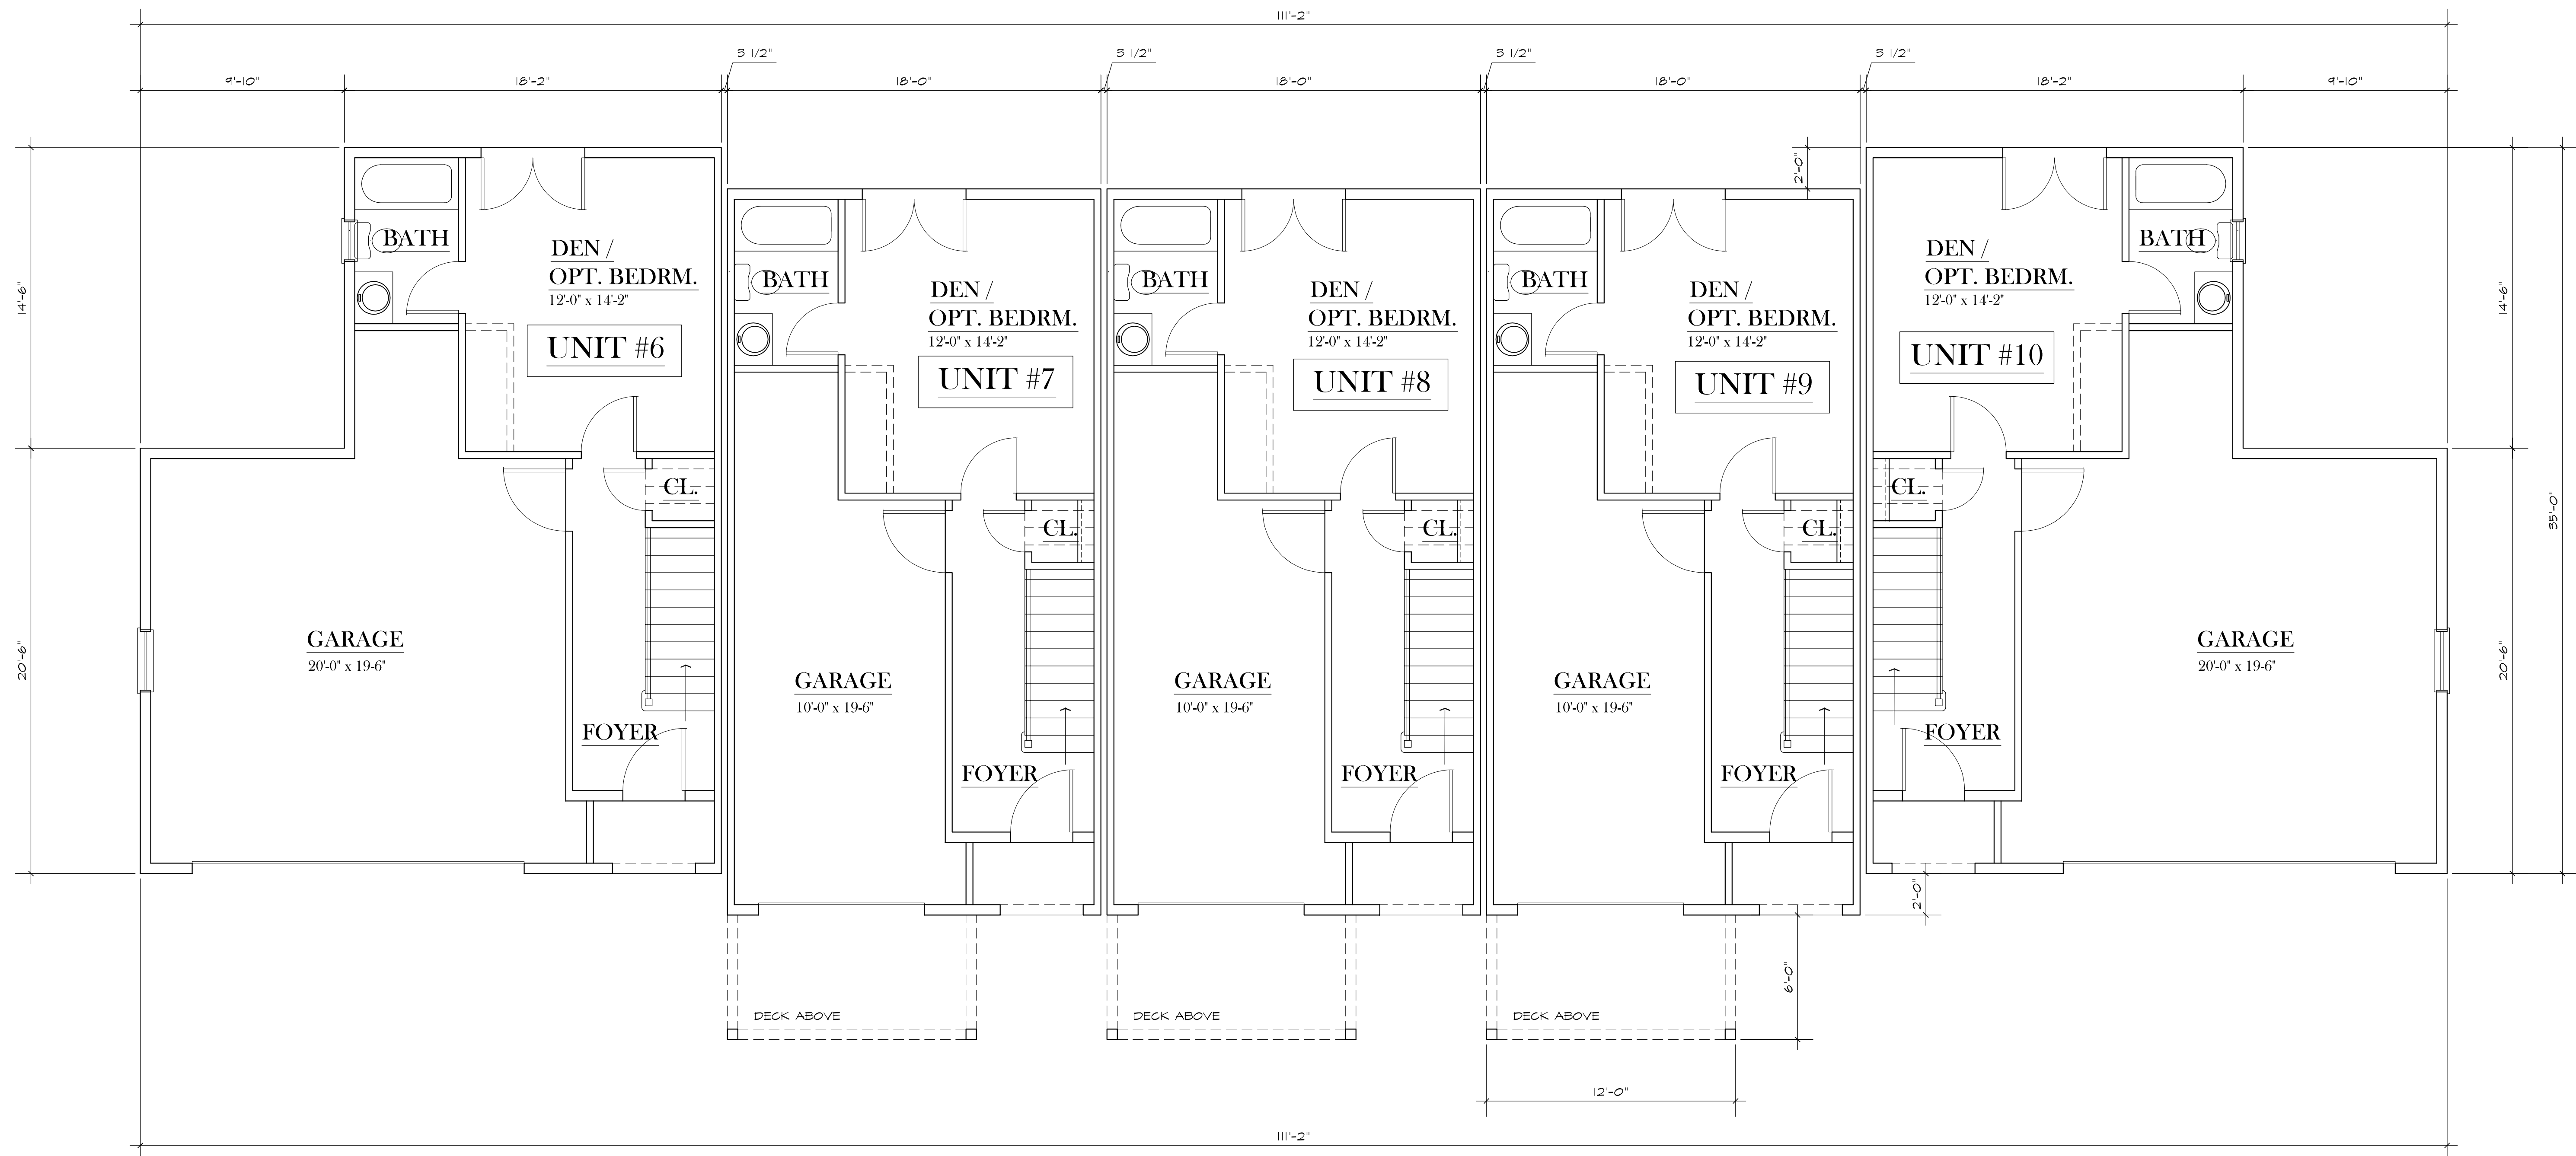 111'-2"
3 1/2"
3 1/2"
3 1/2"
3 1/2"
9'-10"
18'-2"
18'-0"
18'-0"
18'-0"
18'-2"
9'-10"
14'-6"
20'-6"
BATH
DEN /
OPT. BEDRM.
12'-0" x 14'-2"
UNIT #6
CL.
GARAGE
20'-0" x 19-6"
FOYER
BATH
DEN /
OPT. BEDRM.
12'-0" x 14'-2"
UNIT #7
CL.
GARAGE
10'-0" x 19-6"
FOYER
DECK ABOVE
BATH
DEN /
OPT. BEDRM.
12'-0" x 14'-2"
UNIT #8
CL.
GARAGE
10'-0" x 19-6"
FOYER
DECK ABOVE
BATH
DEN /
OPT. BEDRM.
12'-0" x 14'-2"
UNIT #9
CL.
GARAGE
10'-0" x 19-6"
FOYER
DECK ABOVE
2'-0"
DEN /
OPT. BEDRM.
12'-0" x 14'-2"
BATH
UNIT #10
CL.
GARAGE
20'-0" x 19-6"
FOYER
2'-0"
6'-0"
14'-6"
20'-6"
35'-0"
12'-0"
111'-2"